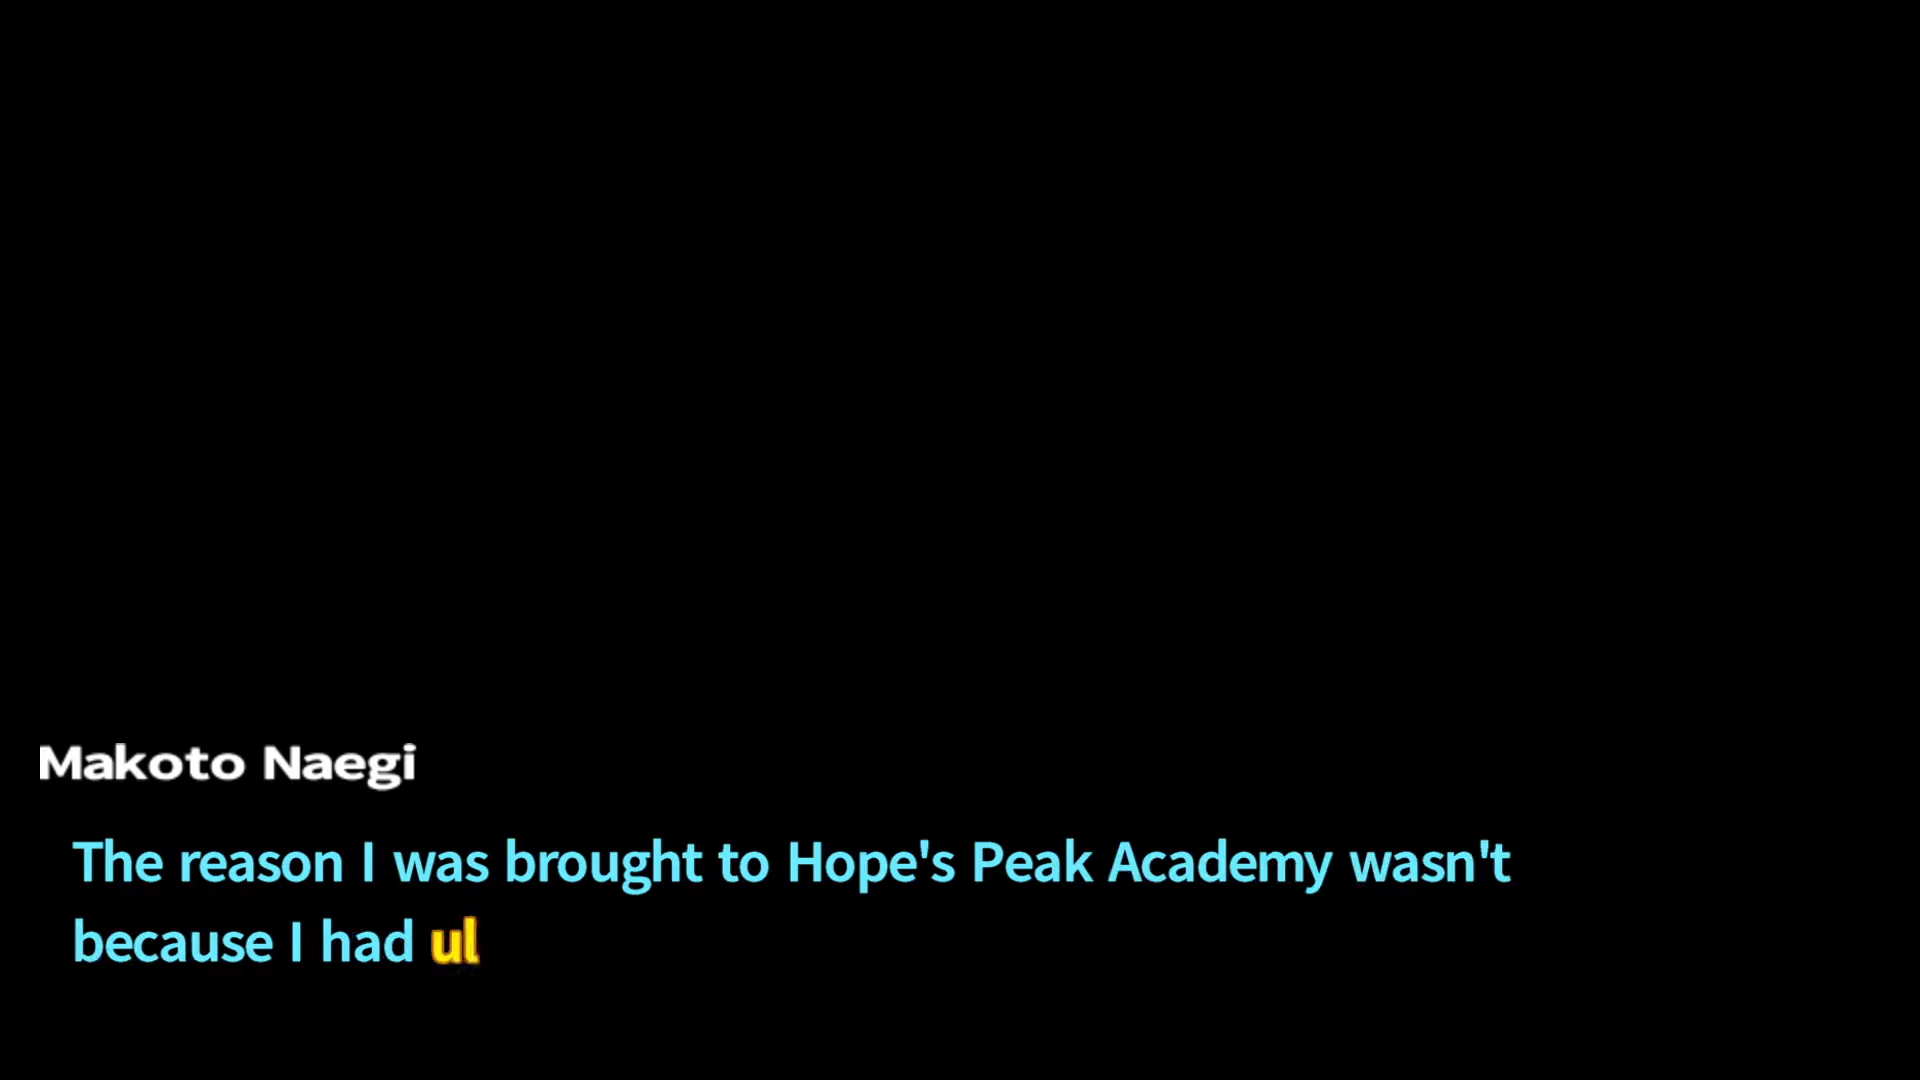 Makoto Naegi
The reason I was brought to Hope's Peak Academy wasn't
because I had ul